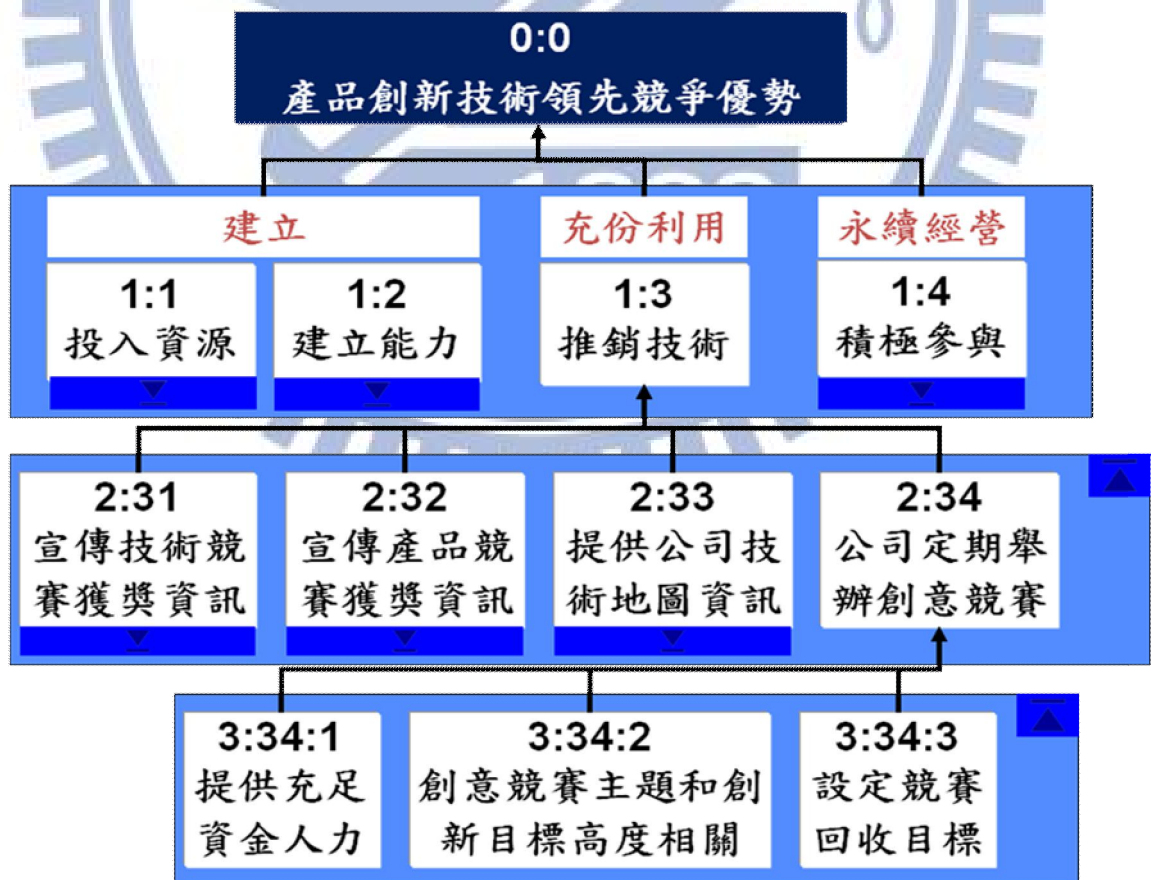 0:0
產品創新技術領先競爭優勢
建立
充份利用
永續經營
1:1
投入資源
1:2
建立能力
1:3
推銷技術
1:4
積極參與
2:31
宣傳技術競
賽獲獎資訊
2:32
宣傳產品競
賽獲獎資訊
2:33
提供公司技
術地圖資訊
2:34
公司定期舉
辦創意競賽
3:34:1
提供充足
資金人力
3:34:2
創意競賽主題和創
新目標高度相關
3:34:3
設定競賽
回收目標